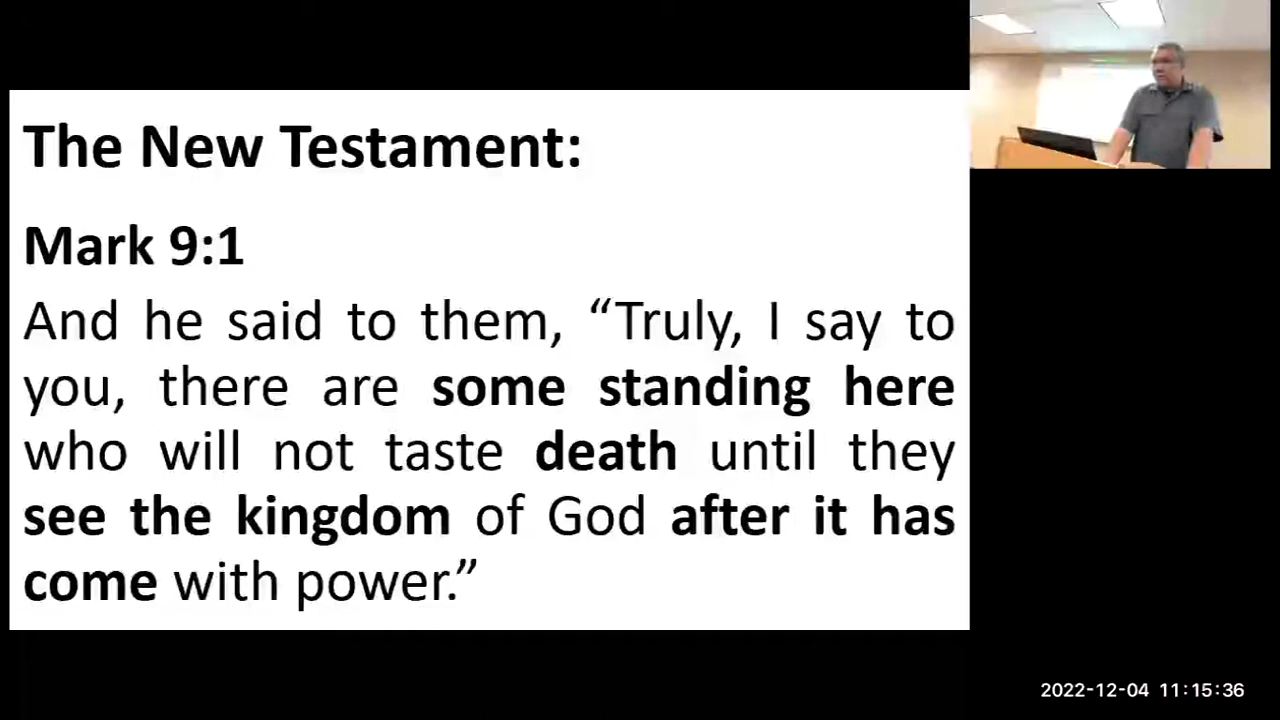 The New Testament:
Mark 9:1
And he said to them, “Truly, I say to
you, there are some standing here
who will not taste death until they
see the kingdom of God after it has
come with power.”
2022-12-04 11:15:36